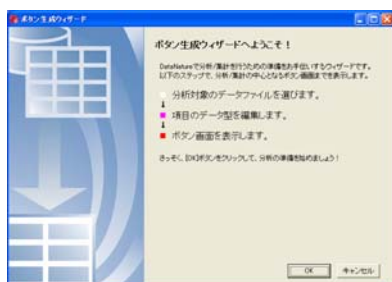 ボタン生成ウィザード
ボタン生成ウィザードへようこそ！
DataNatureで分析/集計を行うための準備をお手伝いするウィザードです。
以下のステップで、分析/集計の中心となるボタン画面までを表示します。
分析対象のデータファイルを選びます。
↓
項目のデータ型を編集します。
↓
ボタン画面を表示します。
さっそく、[OK]ボタンをクリックして、分析の準備を始めましょう！
OK
キャンセル